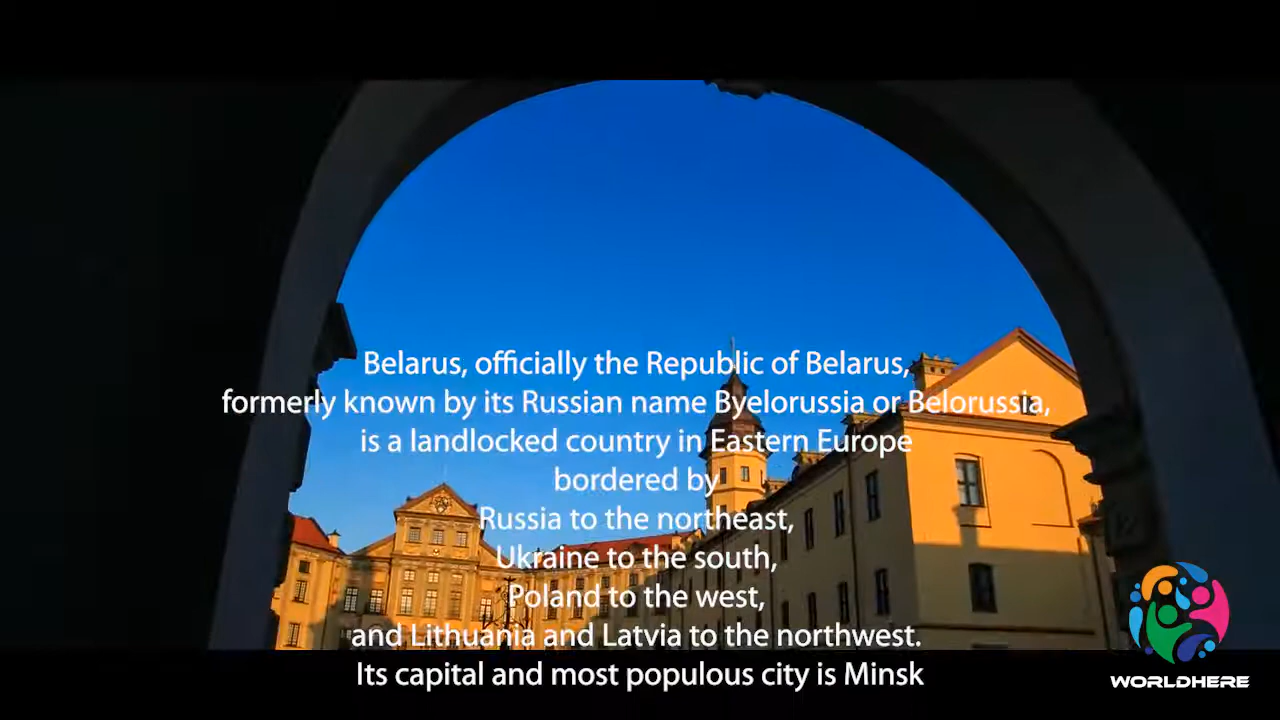 Belarus, officially the Republic of Belarus,
formerly known by its Russian name Byelorussia or Belorussia,
is a landlocked country in Eastern Europe
bordered by
Russia to the northeast,
Ukraine to the south,
Poland to the west,
and Lithuania and Latvia to the northwest.
Its capital and most populous city is Minsk
WORLDHERE